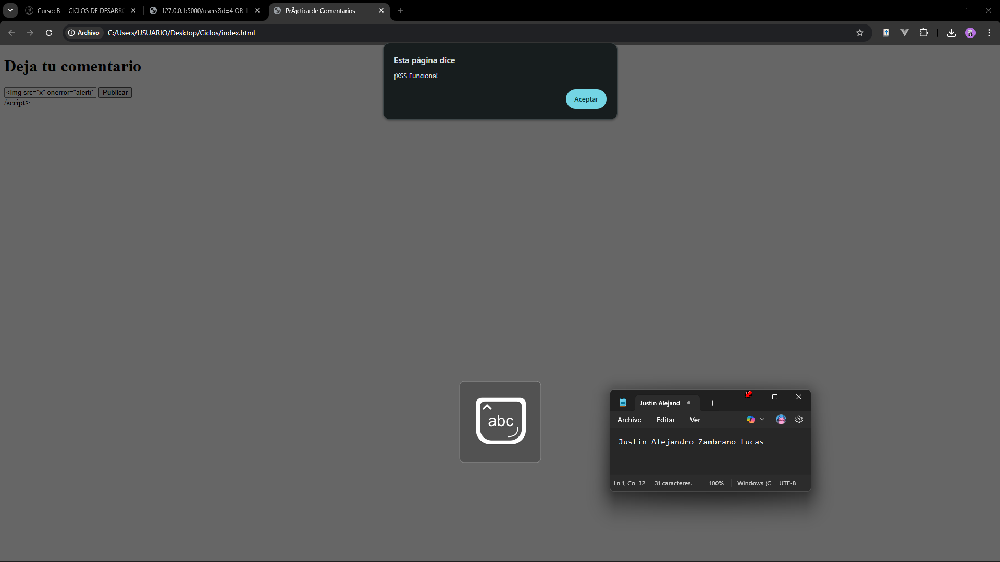 Curso: B -- CICLOS DE DESARR
127.0.0.1:5000/users?id=4 OR 1
PrÃ¡ctica de Comentarios
Archivo
C:/Users/USUARIO/Desktop/Ciclos/index.html
Esta página dice
¡XSS Funciona!
Aceptar
Deja tu comentario
<img src="x" onerror="alert('¡
Publicar
/script>
abc
Justin Alejand
Archivo
Editar
Ver
Justin Alejandro Zambrano Lucas
Ln 1, Col 32
31 caracteres.
100%
Windows (C
UTF-8